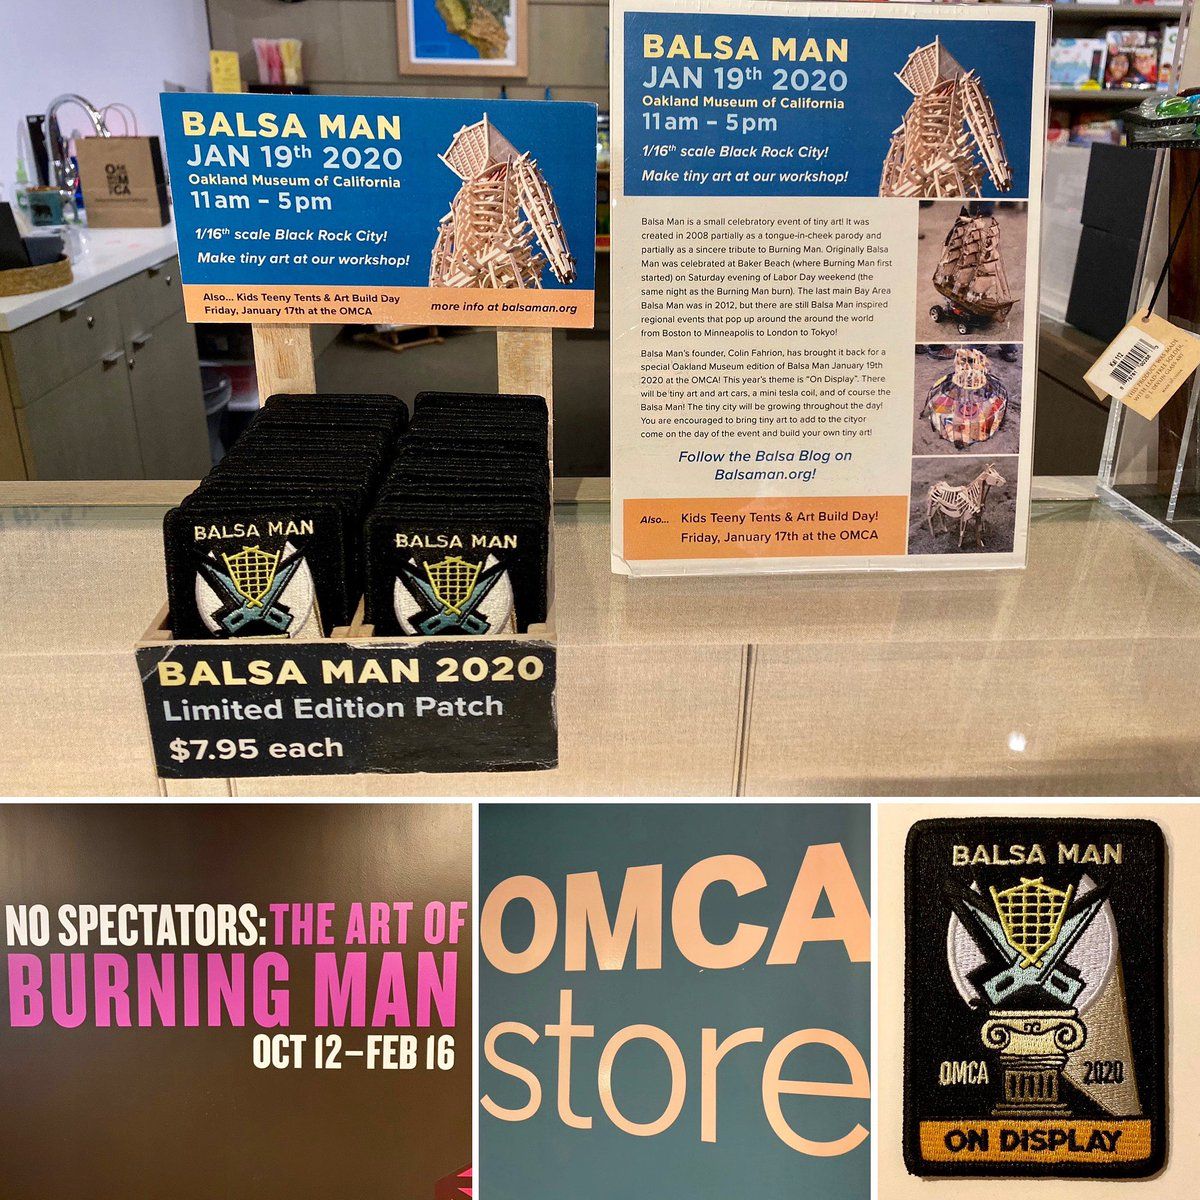 BALSA MAN
JAN 19th 2020
Oakland Museum of California
11am – 5pm
1/16th scale Black Rock City!
Make tiny art at our workshop!
Also... Kids Teeny Tents & Art Build Day
Friday, January 17th at the OMCA
more info at balsaman.org
BALSA MAN
BALSA MAN
BALSA MAN 2020
Limited Edition Patch
$7.95 each
BALSA MAN
JAN 19th 2020
Oakland Museum of California
11am – 5pm
1/16th scale Black Rock City!
Make tiny art at our workshop!
Balsa Man is a small celebratory event of tiny art! It was
created in 2008 partially as a tongue-in-cheek parody and
partially as a sincere tribute to Burning Man. Originally Balsa
Man was celebrated at Baker Beach (where Burning Man first
started) on Saturday evening of Labor Day weekend (the
same night as the Burning Man burn). The last main Bay Area
Balsa Man was in 2012, but there are still Balsa Man inspired
regional events that pop up around the around the world
from Boston to Minneapolis to London to Tokyo!
Balsa Man's founder, Colin Fahrion, has brought it back for a
special Oakland Museum edition of Balsa Man January 19th
2020 at the OMCA! This year's theme is "On Display". There
will be tiny art and art cars, a mini tesla coil, and of course the
Balsa Man! The tiny city will be growing throughout the day!
You are encouraged to bring tiny art to add to the cityor
come on the day of the event and build your own tiny art!
Follow the Balsa Blog on
Balsaman.org!
Also... Kids Teeny Tents & Art Build Day!
Friday, January 17th at the OMCA
NO SPECTATORS: THE ART OF
BURNING MAN
OCT 12–FEB 16
OMCA
store
BALSA MAN
OMCA 2020
ON DISPLAY